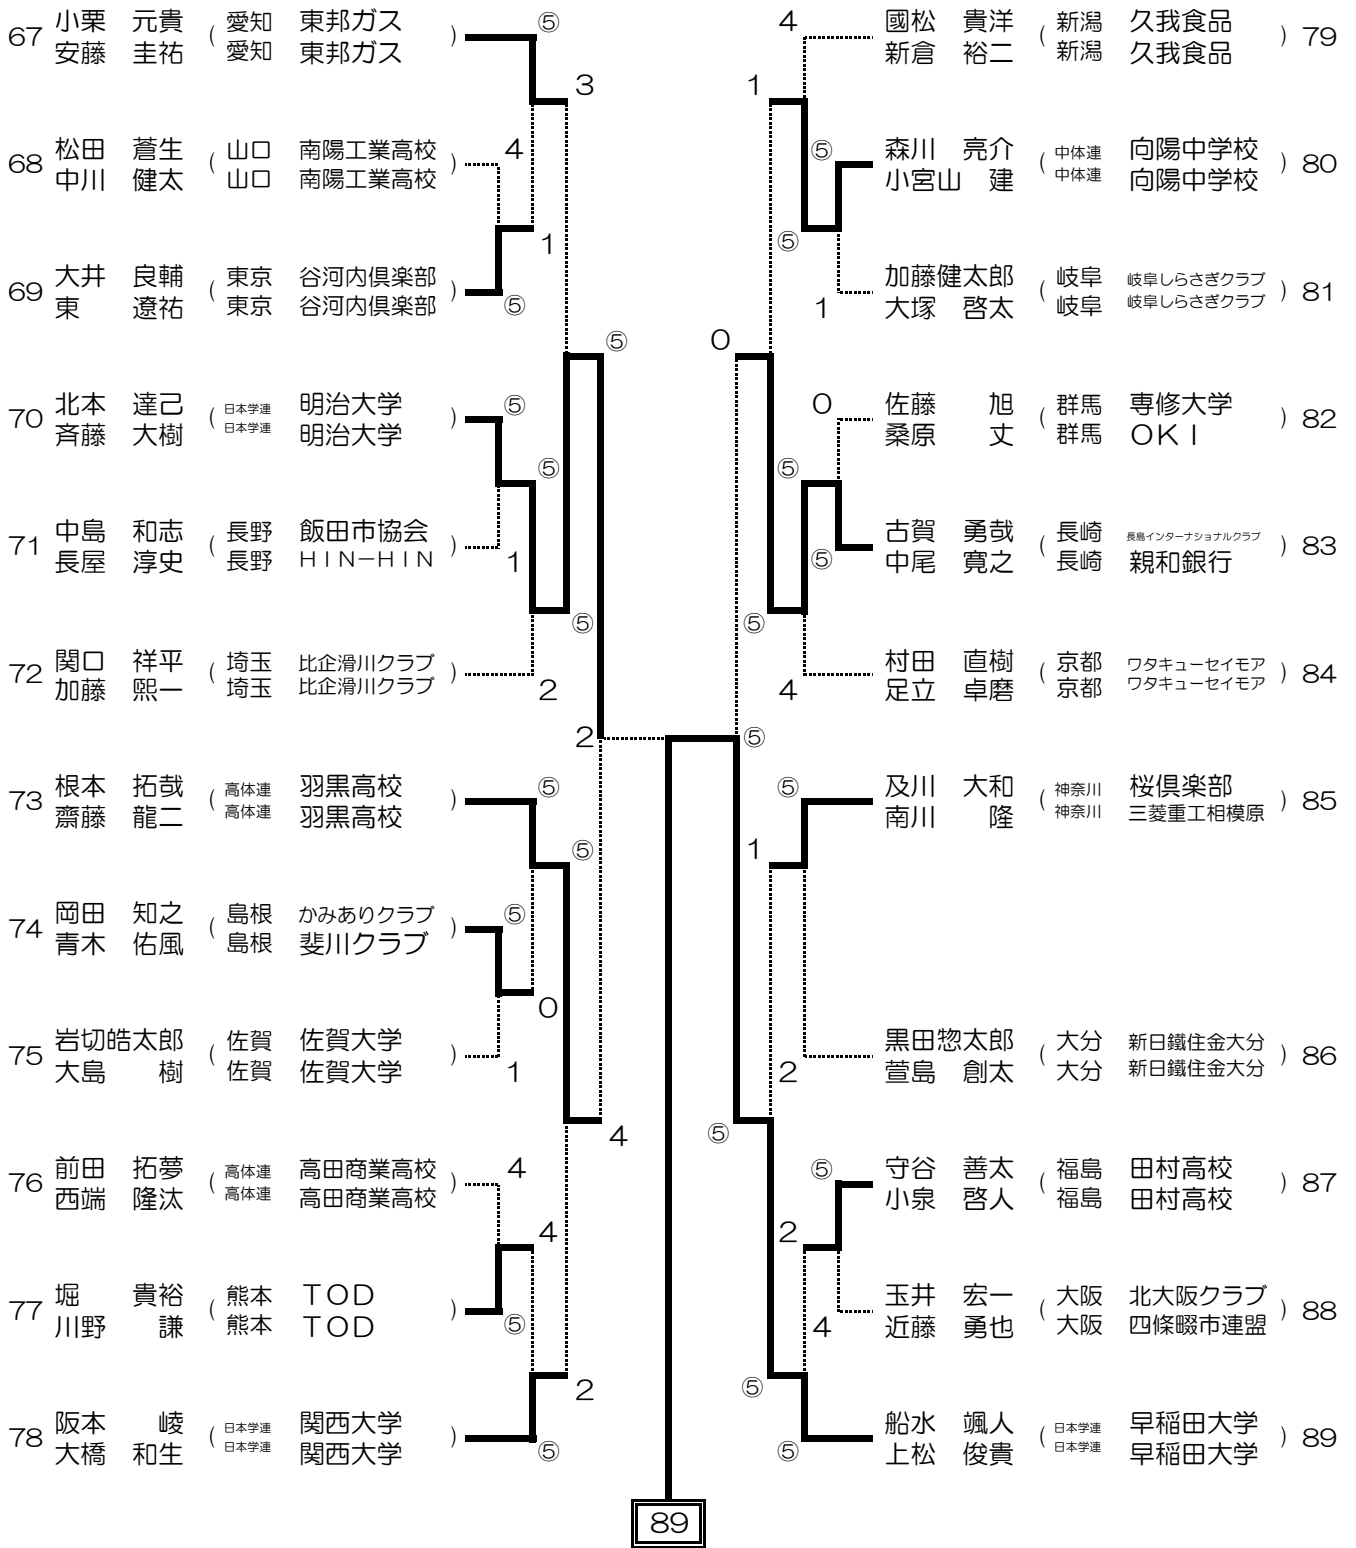 67 小栗 元貴 ( 愛知 東邦ガス ) ⑤
安藤 圭祐 愛知 東邦ガス
3
68 松田 蒼生 ( 山口 南陽工業高校 ) 4
中川 健太 山口 南陽工業高校
1
69 大井 良輔 ( 東京 谷河内倶楽部 ) ⑤
東 遼祐 東京 谷河内倶楽部
⑤
70 北本 達己 ( 日本学連 明治大学 ) ⑤
斉藤 大樹 日本学連 明治大学
⑤
71 中島 和志 ( 長野 飯田市協会 ) 1
長屋 淳史 長野 HIN-HIN
⑤
72 関口 祥平 ( 埼玉 比企滑川クラブ ) 2
加藤 煕一 埼玉 比企滑川クラブ
2
73 根本 拓哉 ( 高体連 羽黒高校 ) ⑤
齋藤 龍二 高体連 羽黒高校
⑤
74 岡田 知之 ( 島根 かみありクラブ ) ⑤
青木 佑風 島根 斐川クラブ
0
75 岩切皓太郎 ( 佐賀 佐賀大学 ) 1
大島 樹 佐賀 佐賀大学
4
76 前田 拓夢 ( 高体連 高田商業高校 ) 4
西端 隆汰 高体連 高田商業高校
4
77 堀 貴裕 ( 熊本 TOD ) ⑤
川野 謙 熊本 TOD
2
78 阪本 崚 ( 日本学連 関西大学 ) ⑤
大橋 和生 日本学連 関西大学
4 國松 貴洋 ( 新潟 久我食品 ) 79
新倉 裕二 新潟 久我食品
1
⑤ 森川 亮介 ( 中体連 向陽中学校 ) 80
小宮山 建 中体連 向陽中学校
⑤
1 加藤健太郎 ( 岐阜 岐阜しらさぎクラブ ) 81
大塚 啓太 岐阜 岐阜しらさぎクラブ
0
0 佐藤 旭 ( 群馬 専修大学 ) 82
桑原 丈 群馬 OKI
⑤
⑤ 古賀 勇哉 ( 長崎 長島インターナショナルクラブ ) 83
中尾 寛之 長崎 親和銀行
⑤
4 村田 直樹 ( 京都 ワタキューセイモア ) 84
足立 卓磨 京都 ワタキューセイモア
⑤
⑤ 及川 大和 ( 神奈川 桜倶楽部 ) 85
南川 隆 神奈川 三菱重工相模原
1
2 黒田惣太郎 ( 大分 新日鐵住金大分 ) 86
萱島 創太 大分 新日鐵住金大分
⑤
⑤ 守谷 善太 ( 福島 田村高校 ) 87
小泉 啓人 福島 田村高校
2
4 玉井 宏一 ( 大阪 北大阪クラブ ) 88
近藤 勇也 大阪 四條畷市連盟
⑤
⑤ 船水 颯人 ( 日本学連 早稲田大学 ) 89
上松 俊貴 日本学連 早稲田大学
89